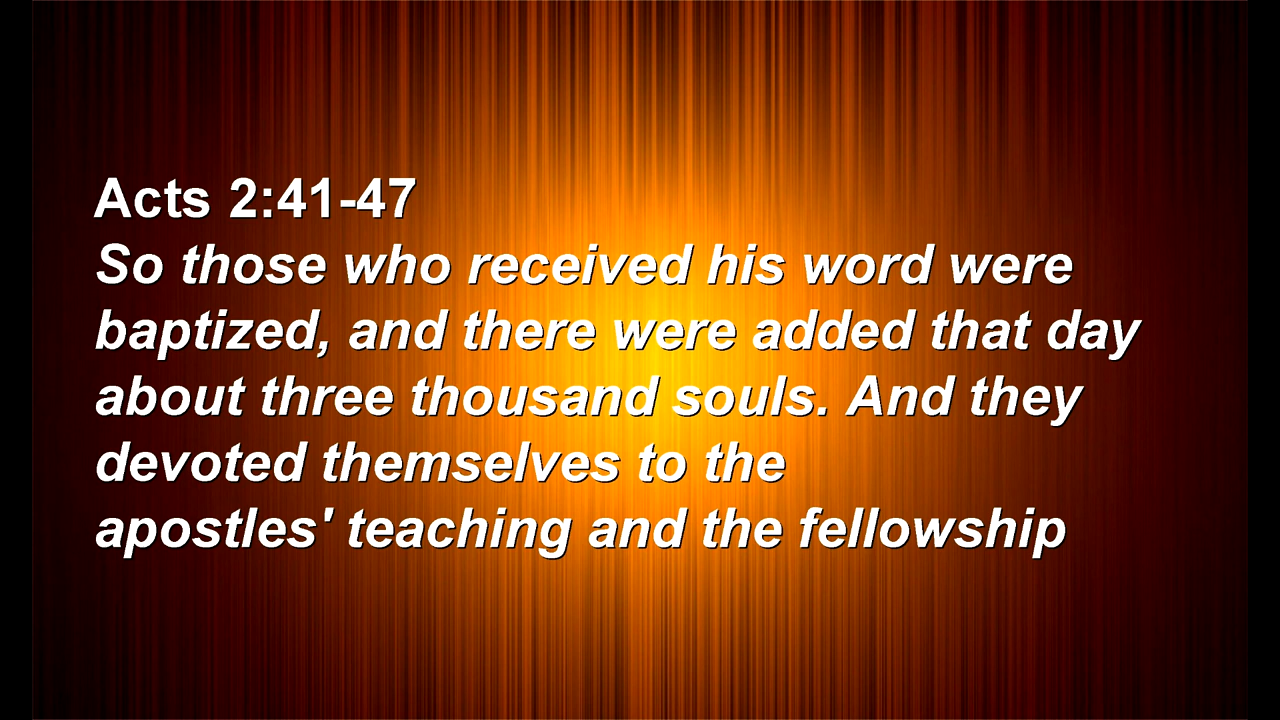 Acts 2:41-47
So those who received his word were
baptized, and there were added that day
about three thousand souls. And they
devoted themselves to the
apostles' teaching and the fellowship